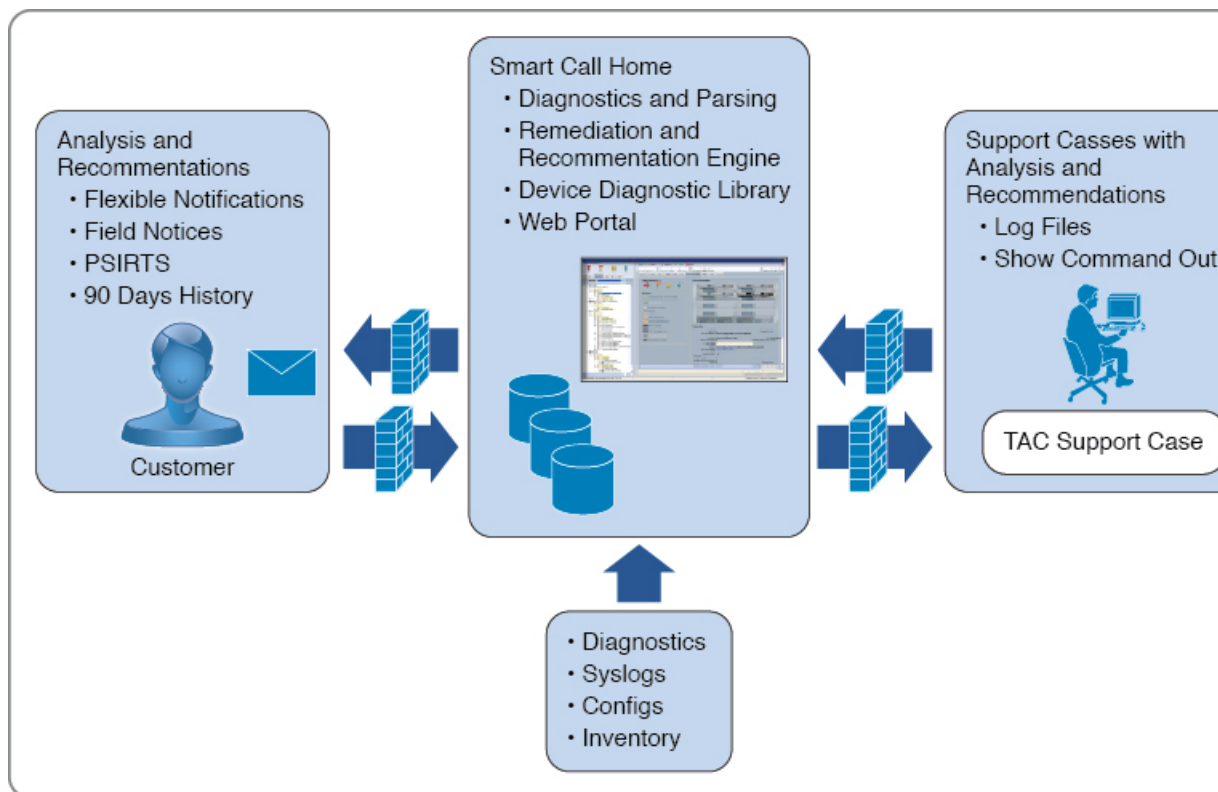 Analysis and
Recommentations
• Flexible Notifications
• Field Notices
• PSIRTS
• 90 Days History
Customer
Smart Call Home
• Diagnostics and Parsing
• Remediation and
Recommentation Engine
• Device Diagnostic Library
• Web Portal
Support Casses with
Analysis and
Recommendations
• Log Files
• Show Command Out
TAC Support Case
• Diagnostics
• Syslogs
• Configs
• Inventory